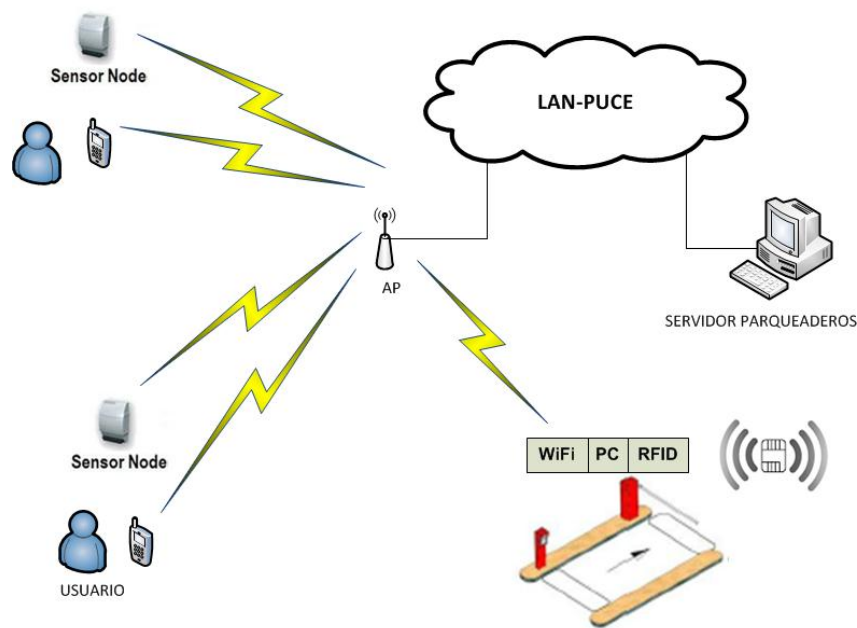 Sensor Node
LAN-PUCE
AP
SERVIDOR PARQUEADEROS
Sensor Node
WiFi PC RFID
USUARIO